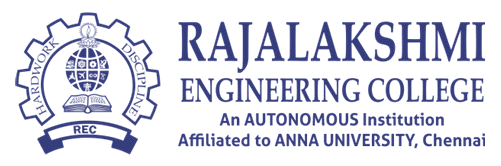 HARDWORK DISCIPLINE
REC
RAJALAKSHMI
ENGINEERING COLLEGE
An AUTONOMOUS Institution
Affiliated to ANNA UNIVERSITY, Chennai